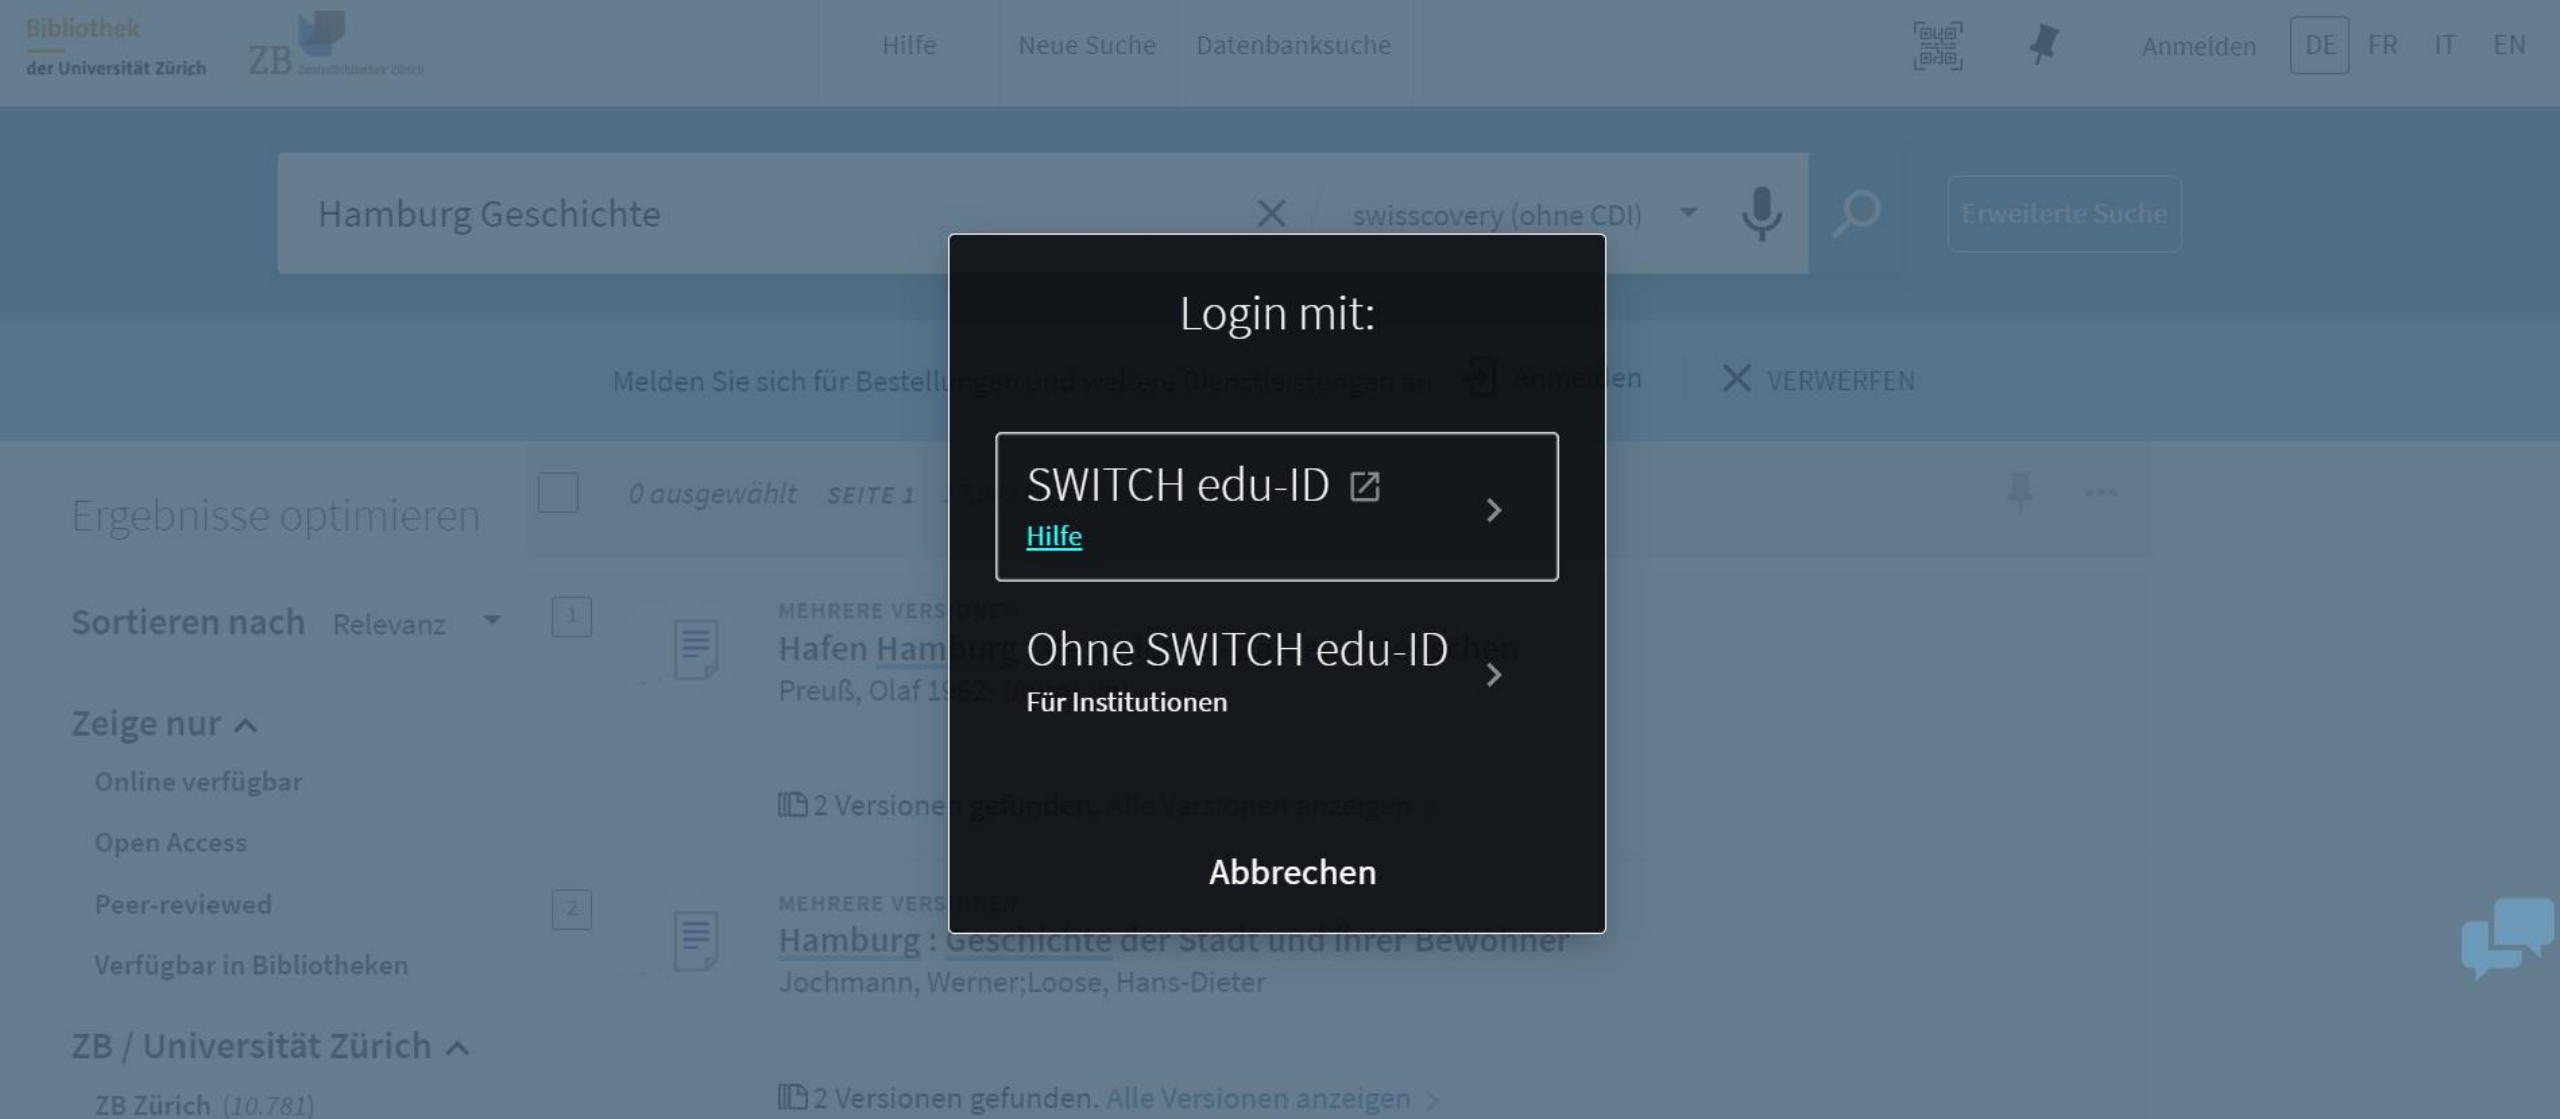 Bibliothek
der Universität Zürich
ZB Zentralbibliothek Zürich
Hilfe
Neue Suche
Datenbanksuche
Anmelden
DE
FR
IT
EN
Hamburg Geschichte
swisscovery (ohne CDI)
Erweiterte Suche
Login mit:
Melden Sie sich für Bestellungen und weitere Dienstleistungen an
Anmelden
VERWERFEN
SWITCH edu-ID
Hilfe
Ohne SWITCH edu-ID
Für Institutionen
Abbrechen
Ergebnisse optimieren
0 ausgewählt
SEITE 1
Sortieren nach
Relevanz
Zeige nur
Online verfügbar
Open Access
Peer-reviewed
Verfügbar in Bibliotheken
ZB / Universität Zürich
ZB Zürich (10.781)
1
MEHRERE VERSIONEN
Hafen Hamburg
Preuß, Olaf 1962-
2 Versionen gefunden. Alle Versionen anzeigen
2
MEHRERE VERSIONEN
Hamburg : Geschichte der Stadt und ihrer Bewohner
Jochmann, Werner;Loose, Hans-Dieter
2 Versionen gefunden. Alle Versionen anzeigen